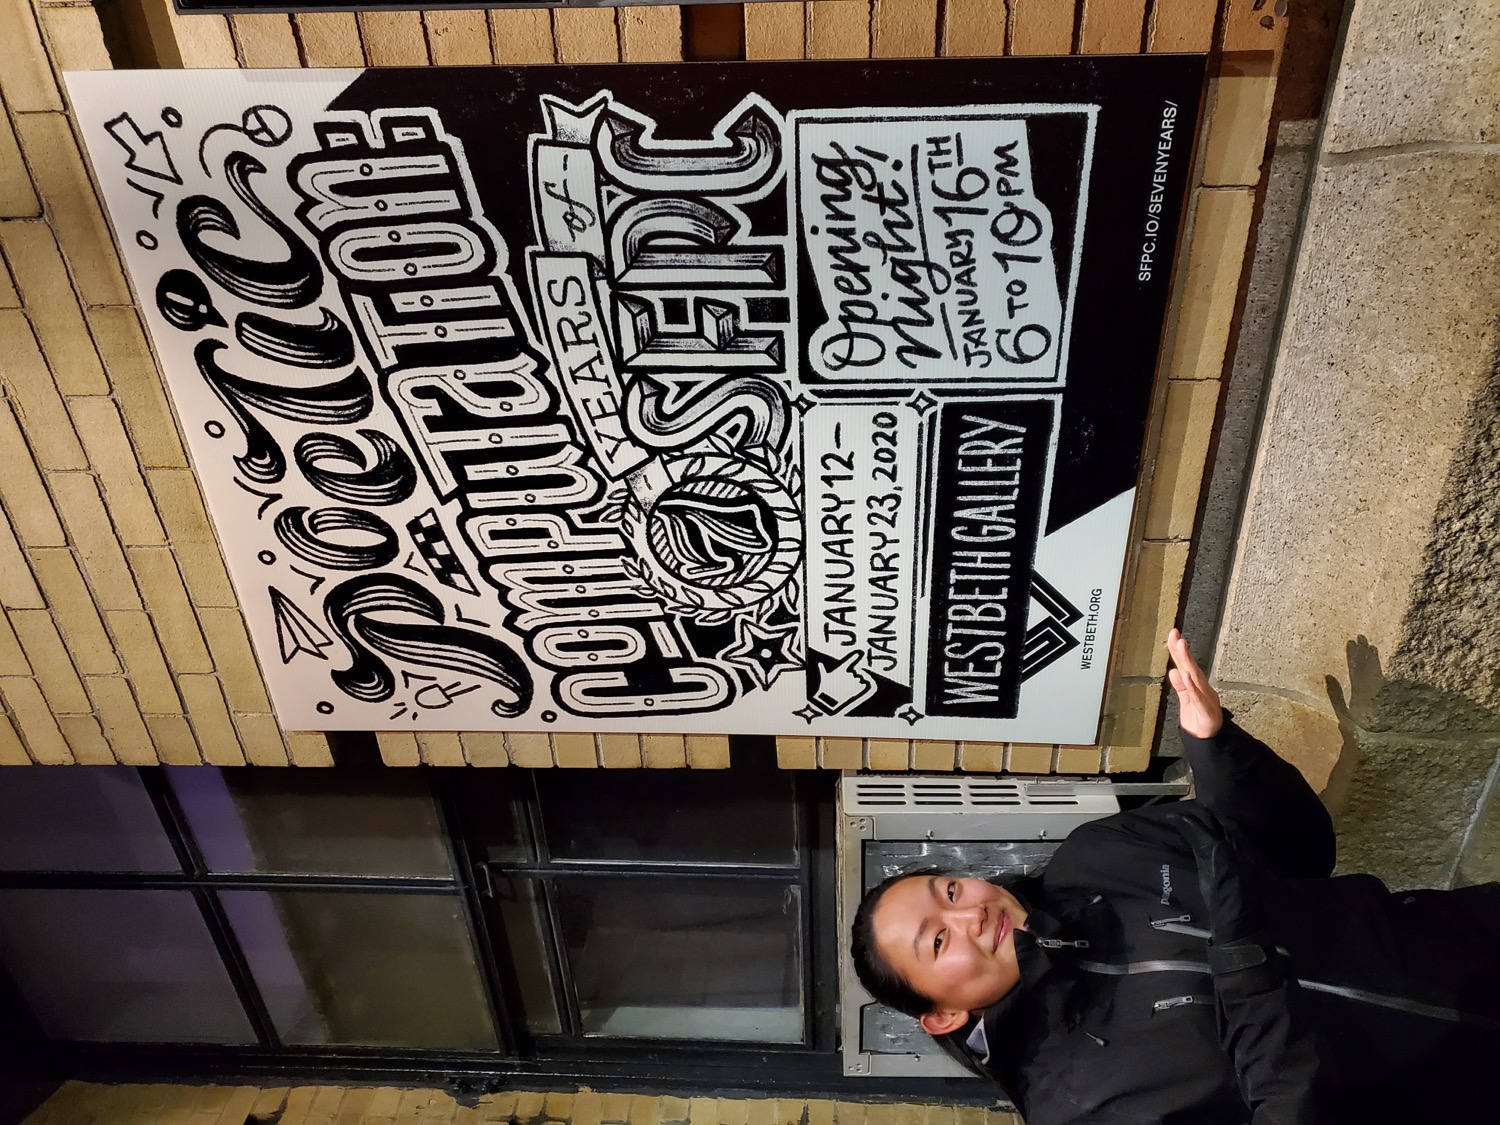 Poetic
Computation:
7
YEARS of
SFPC
JANUARY 12-
JANUARY 23, 2020
WESTBETH GALLERY
WESTBETH.ORG
Opening
Night!
JANUARY 16TH
6 TO 10 PM
SFPC.IO/SEVENYEARS/
patagonia